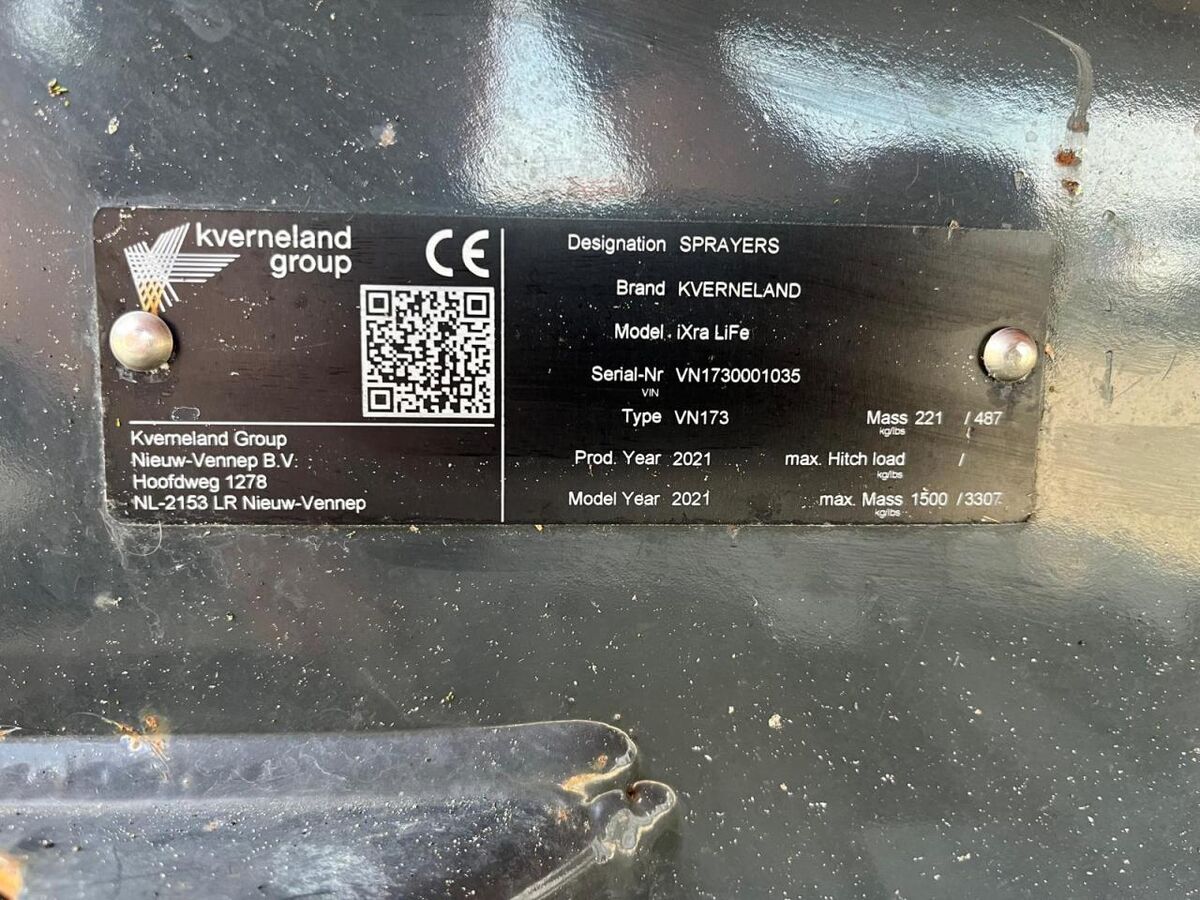 kverneland
group
CE
Kverneland Group
Nieuw-Vennep B.V.
Hoofdweg 1278
NL-2153 LR Nieuw-Vennep
Designation SPRAYERS
Brand KVERNELAND
Model iXtra LiFe
Serial-Nr VN1730001035
VIN
Type VN173 Mass 221 / 487
kg/lbs
Prod. Year 2021 max. Hitch load /
kg/lbs
Model Year 2021 max. Mass 1500 / 3307
kg/lbs